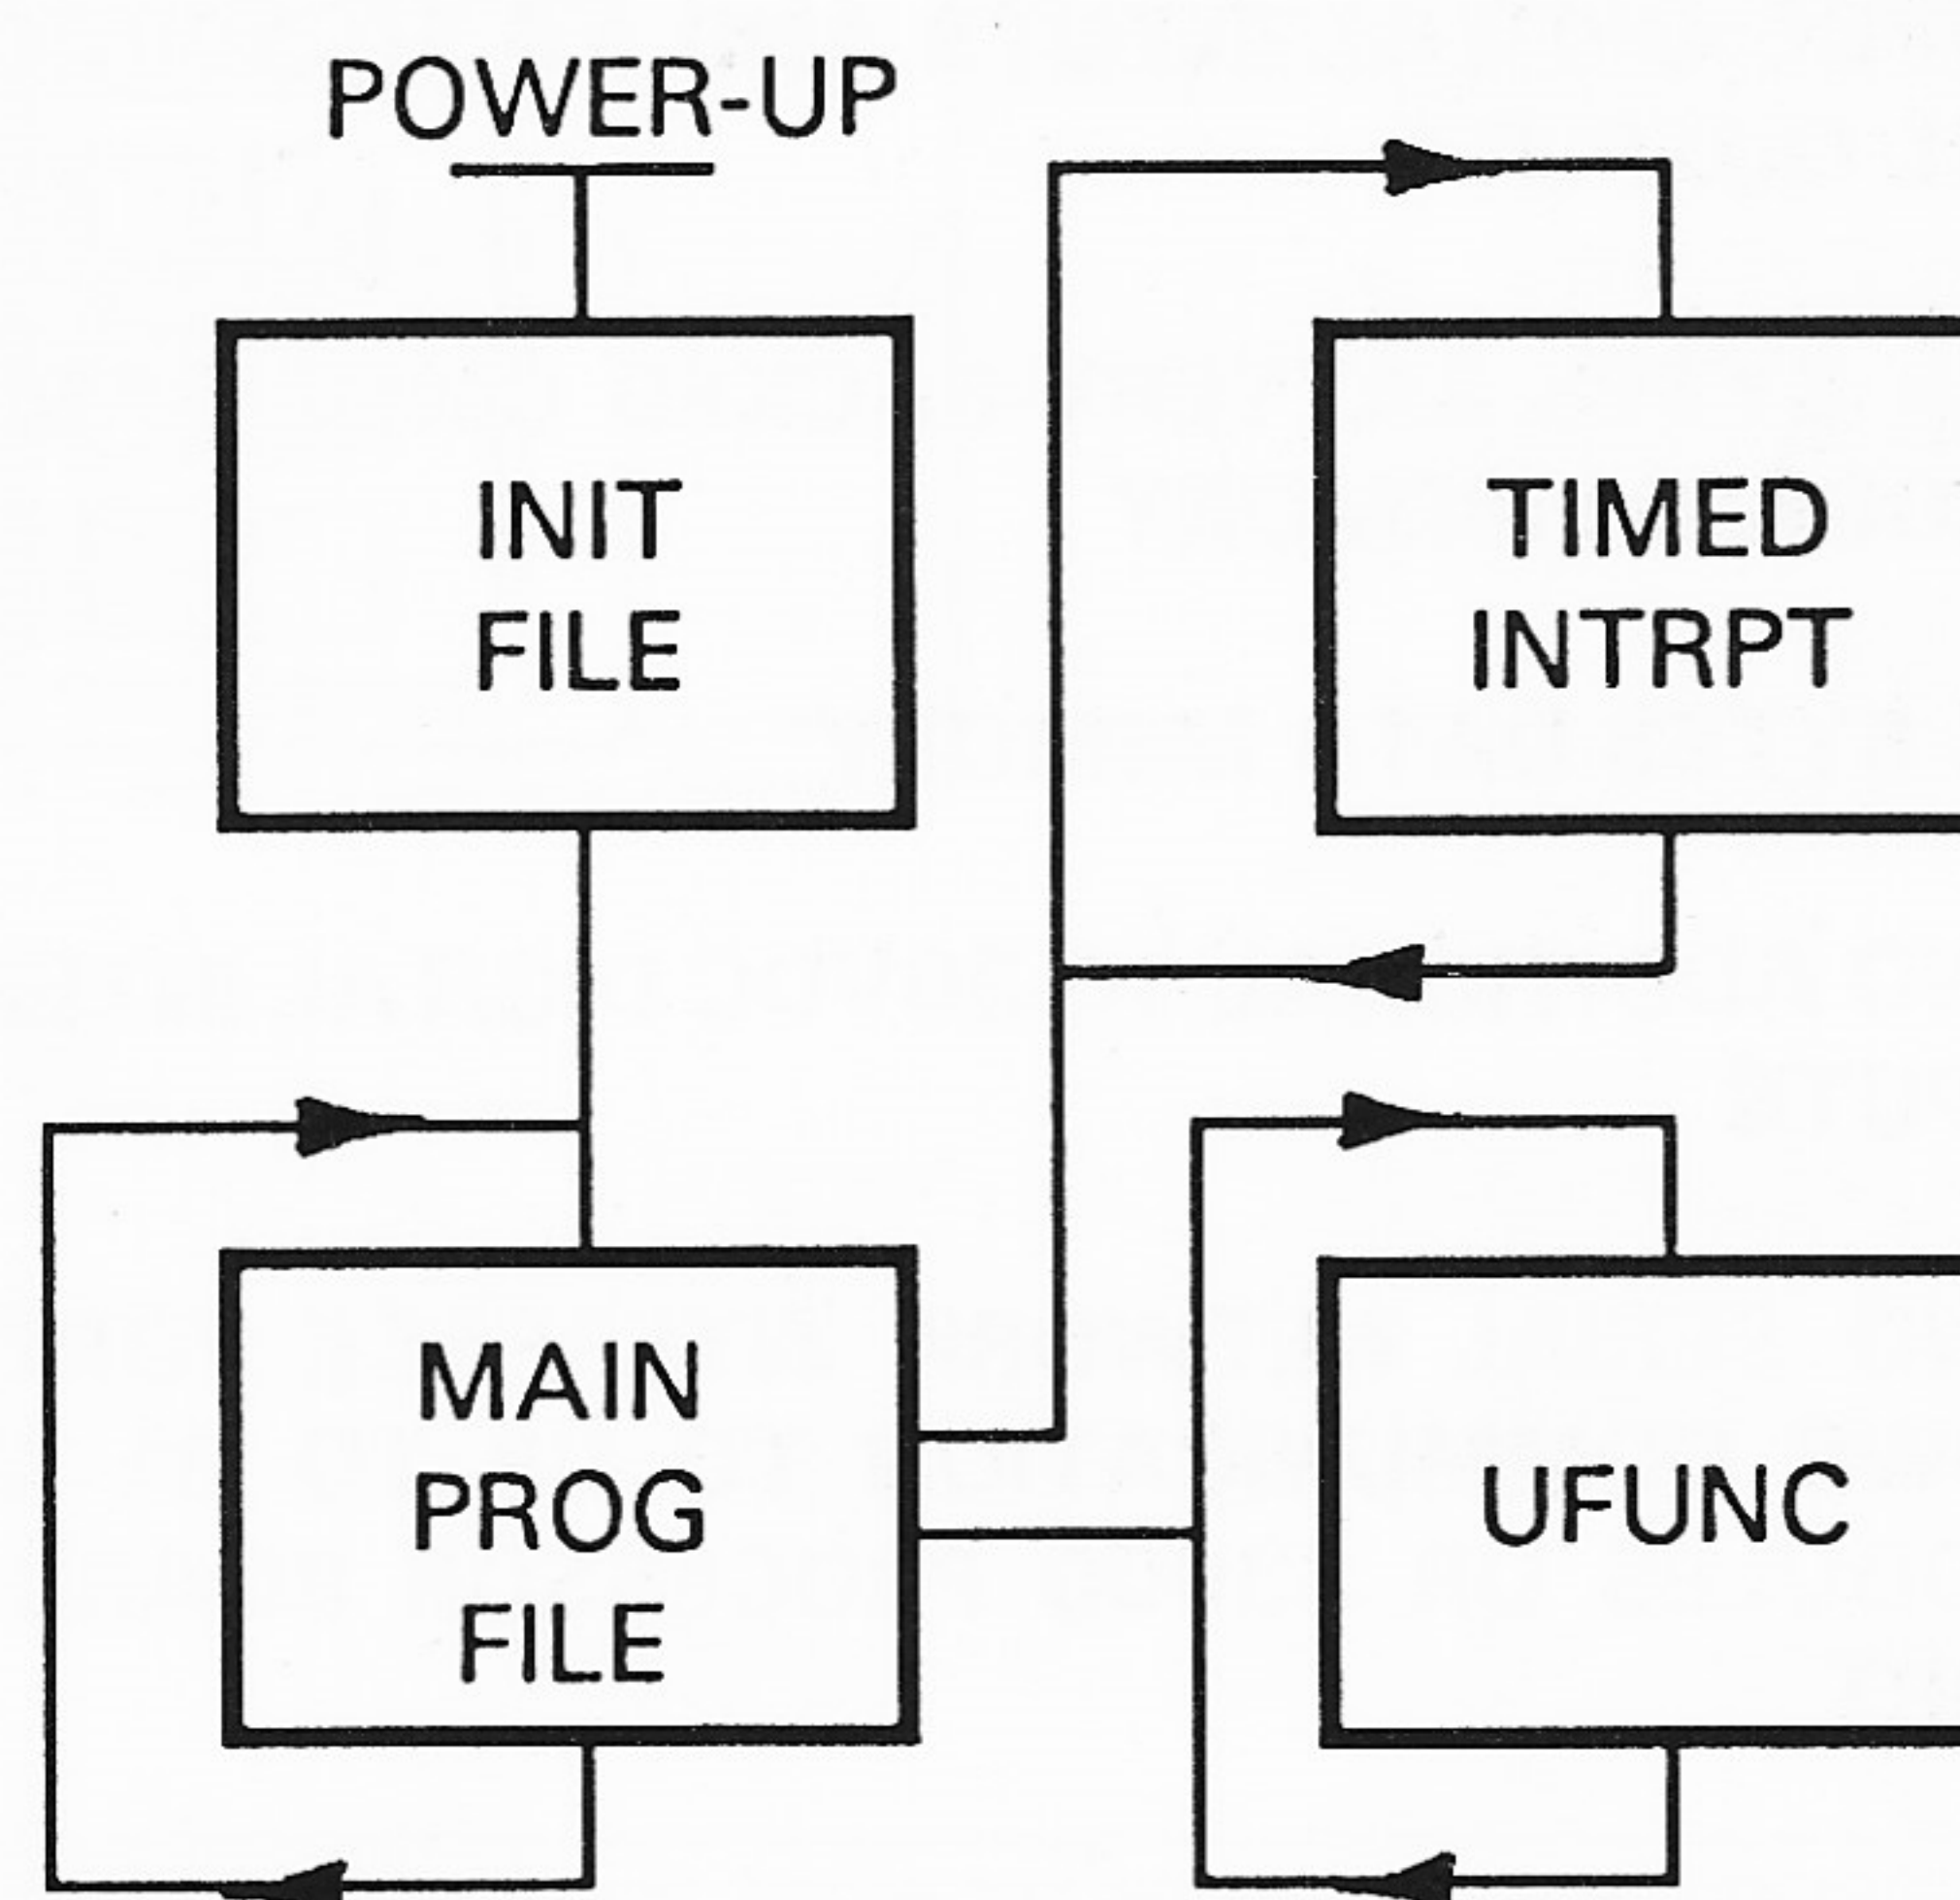 POWER-UP
INIT
FILE
TIMED
INTRPT
MAIN
PROG
FILE
UFUNC